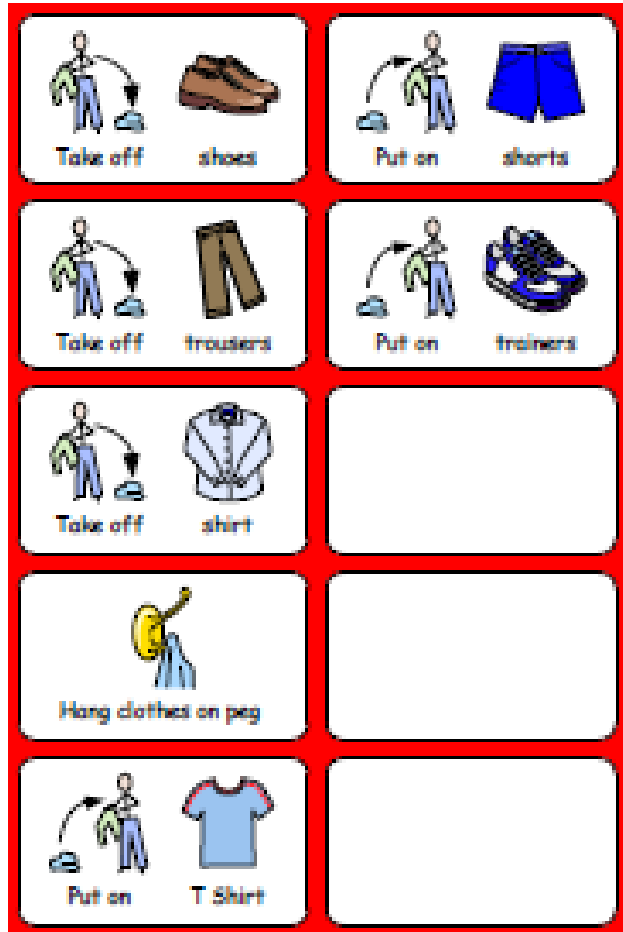 Take off shoes
Take off trousers
Take off shirt
Hang clothes on peg
Put on T Shirt
Put on shorts
Put on trainers